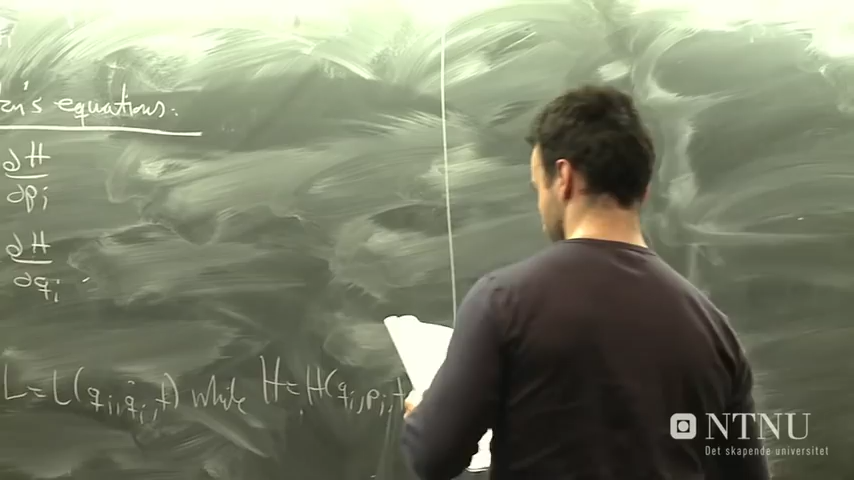 equations.
∂H
∂pᵢ
∂H
∂qᵢ
L = L(qᵢ, q̇ᵢ, t) while H = H(qᵢ, pᵢ, t
NTNU
Det skapende universitet